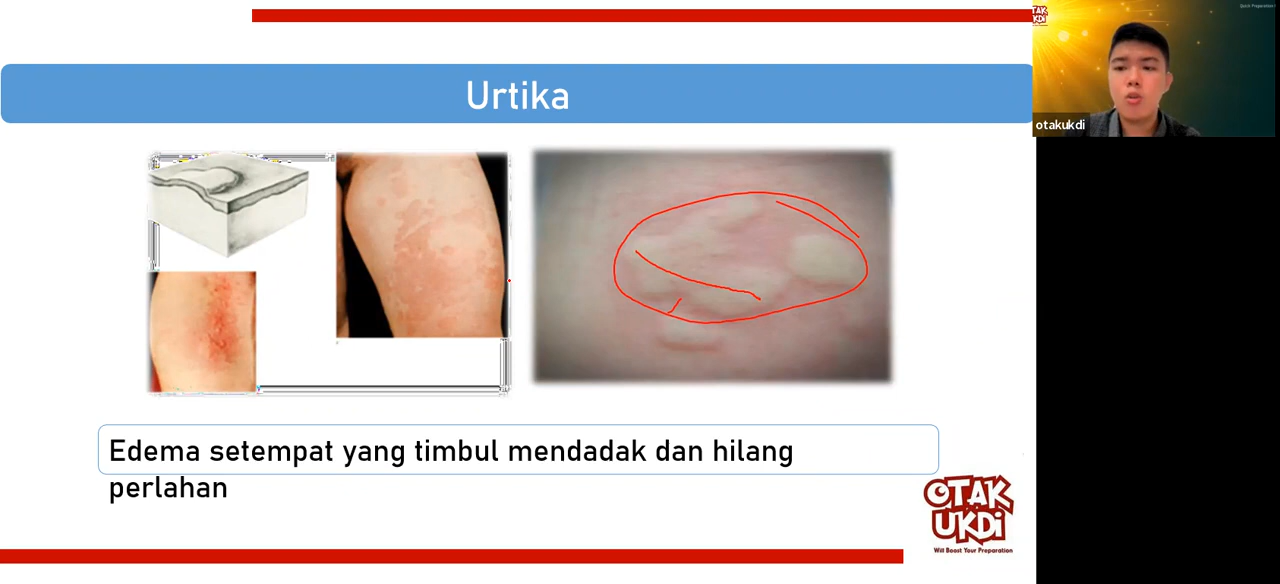 Urtika
otakukdi
Edema setempat yang timbul mendadak dan hilang
perlahan
OTAK
UKDi
Will Boost Your Preparation